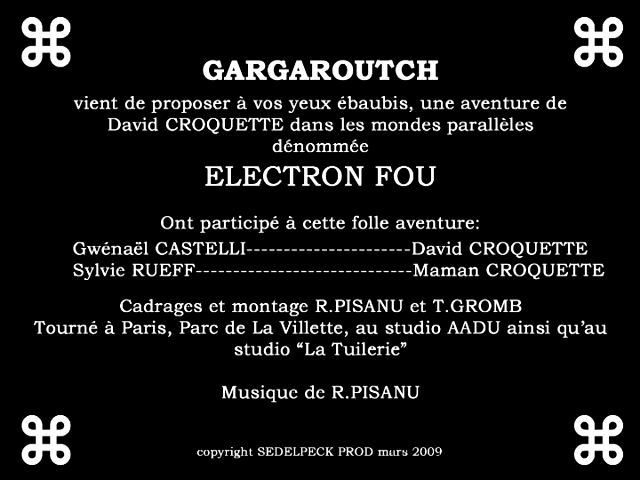 GARGAROUTCH
vient de proposer à vos yeux ébaubis, une aventure de
David CROQUETTE dans les mondes parallèles
dénommée
ELECTRON FOU
Ont participé à cette folle aventure:
Gwénaël CASTELLI----------------------David CROQUETTE
Sylvie RUEFF-----------------------------Maman CROQUETTE
Cadrages et montage R.PISANU et T.GROMB
Tourné à Paris, Parc de La Villette, au studio AADU ainsi qu'au
studio “La Tuilerie”
Musique de R.PISANU
copyright SEDELPECK PROD mars 2009